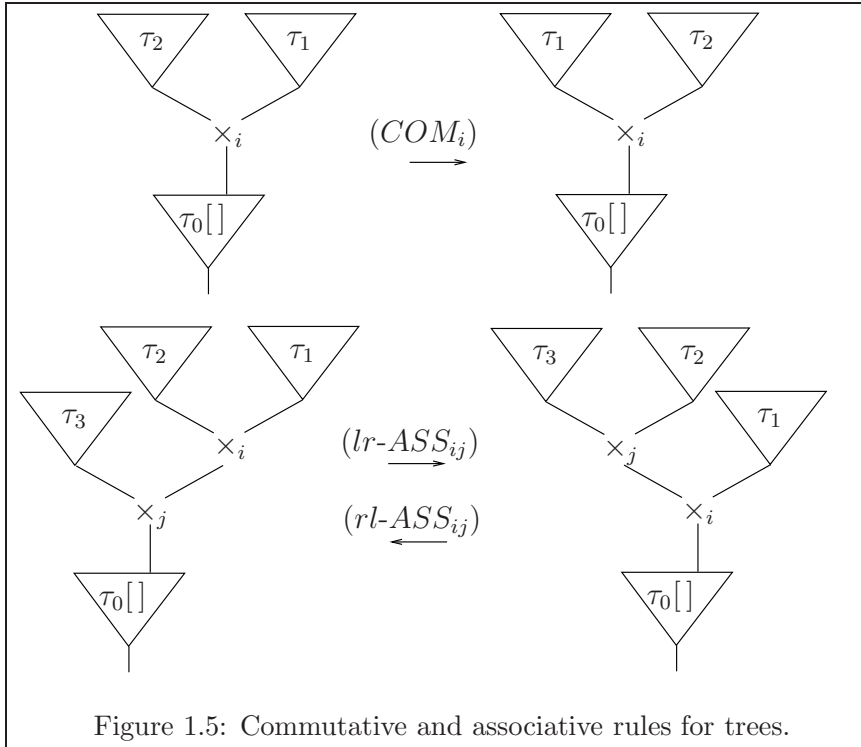 τ₂ τ₁ τ₁ τ₂
×ᵢ (COMᵢ) ×ᵢ
τ₀[ ] τ₀[ ]
τ₂ τ₁ τ₃ τ₂
τ₃ τ₁
×ᵢ (lr-ASSᵢⱼ) ×ⱼ
×ⱼ (rl-ASSᵢⱼ) ×ᵢ
τ₀[ ] τ₀[ ]
Figure 1.5: Commutative and associative rules for trees.